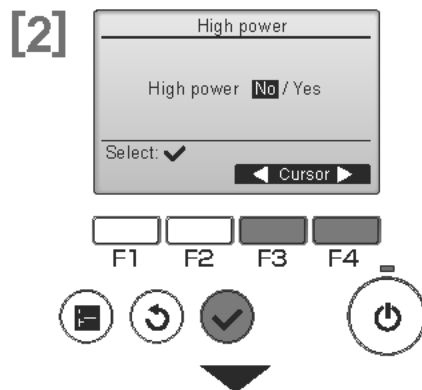 [2]
High power
High power No / Yes
Select: ✔
◀ Cursor ▶
F1 F2 F3 F4